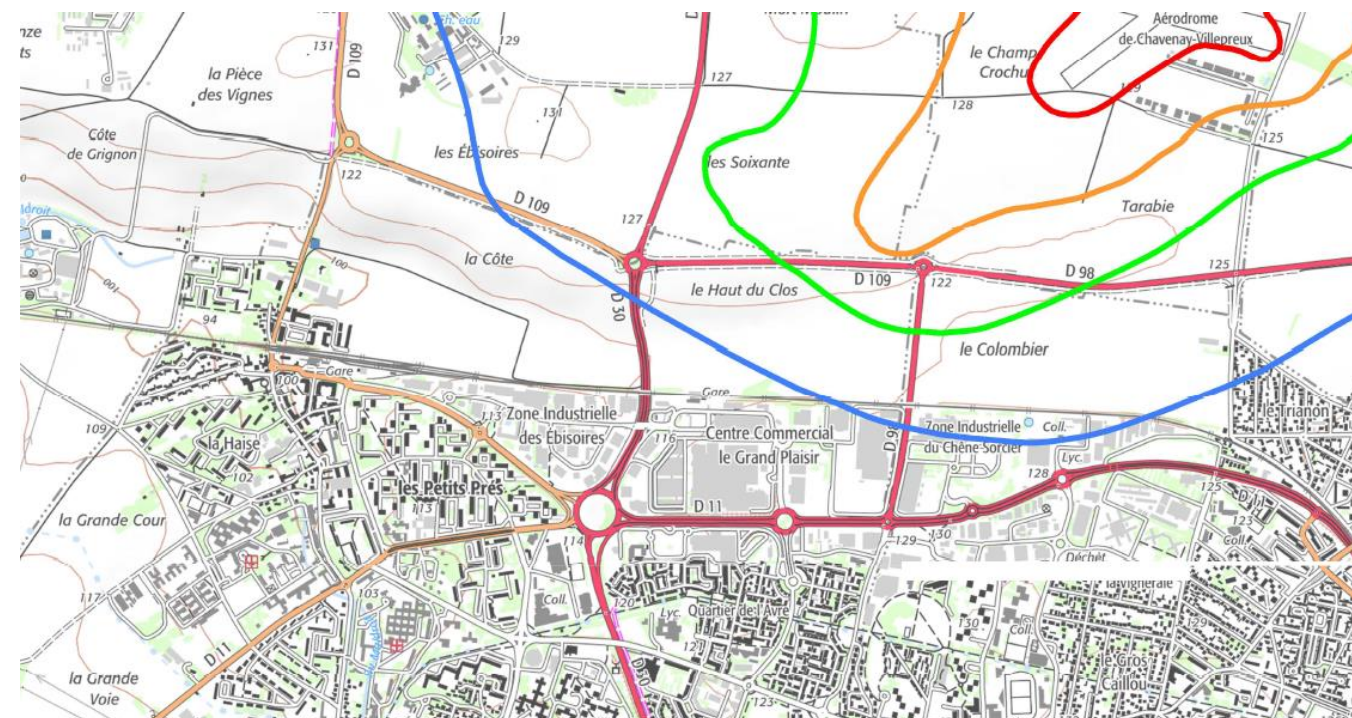 Ch. eau
Aérodrome
de Chavenay-Villepreux
131
D 109
129
la Pièce
des Vignes
127
le Champ
Crochu
128
125
131
Côte
de Grignon
les Ébisoires
les Soixante
122
D 109
127
Tarabie
la Côte
100
le Haut du Clos
D 109
122
D 98
125
D 30
100
94
le Colombier
Gare
100
Gare
113
Zone Industrielle
des Ébisoires
109
la Haise
116
Centre Commercial
le Grand Plaisir
Zone Industrielle
du Chêne Sorcier
Coll.
le Trianon
Lyc.
102
128
les Petits Prés
113
125
D 11
D 11
la Grande Cour
114
129
130
123
Coll.
Déchet
117
103
Coll.
120
Lyc.
Quartier de l'Avre
121
130
Coll.
129
D 11
le Gros
Caillou
la Grande
Voie
123
128